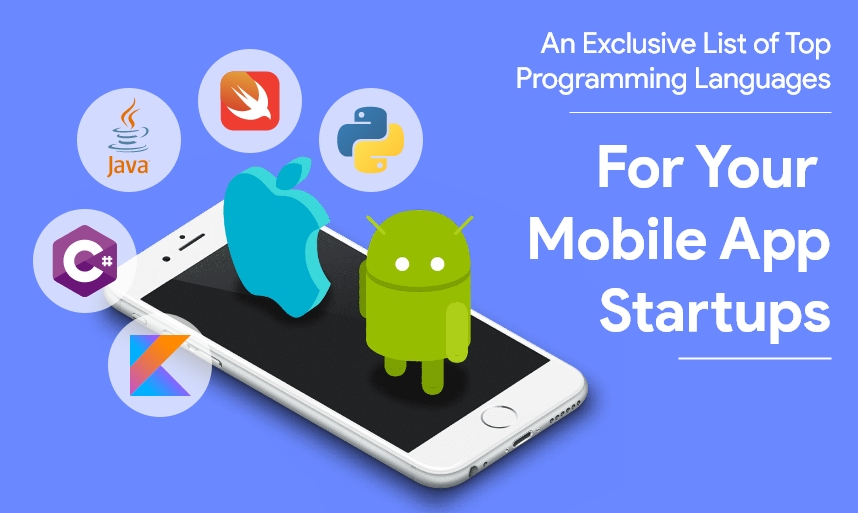 An Exclusive List of Top
Programming Languages
For Your
Mobile App
Startups
Java
C#